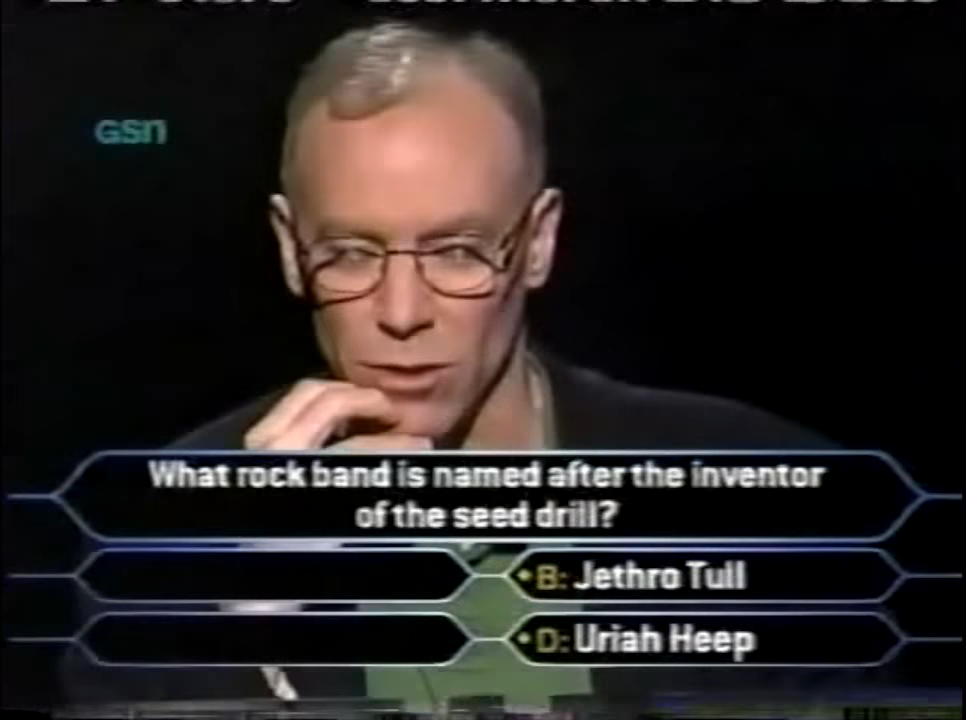 GSN
What rock band is named after the inventor
of the seed drill?
B: Jethro Tull
D: Uriah Heep